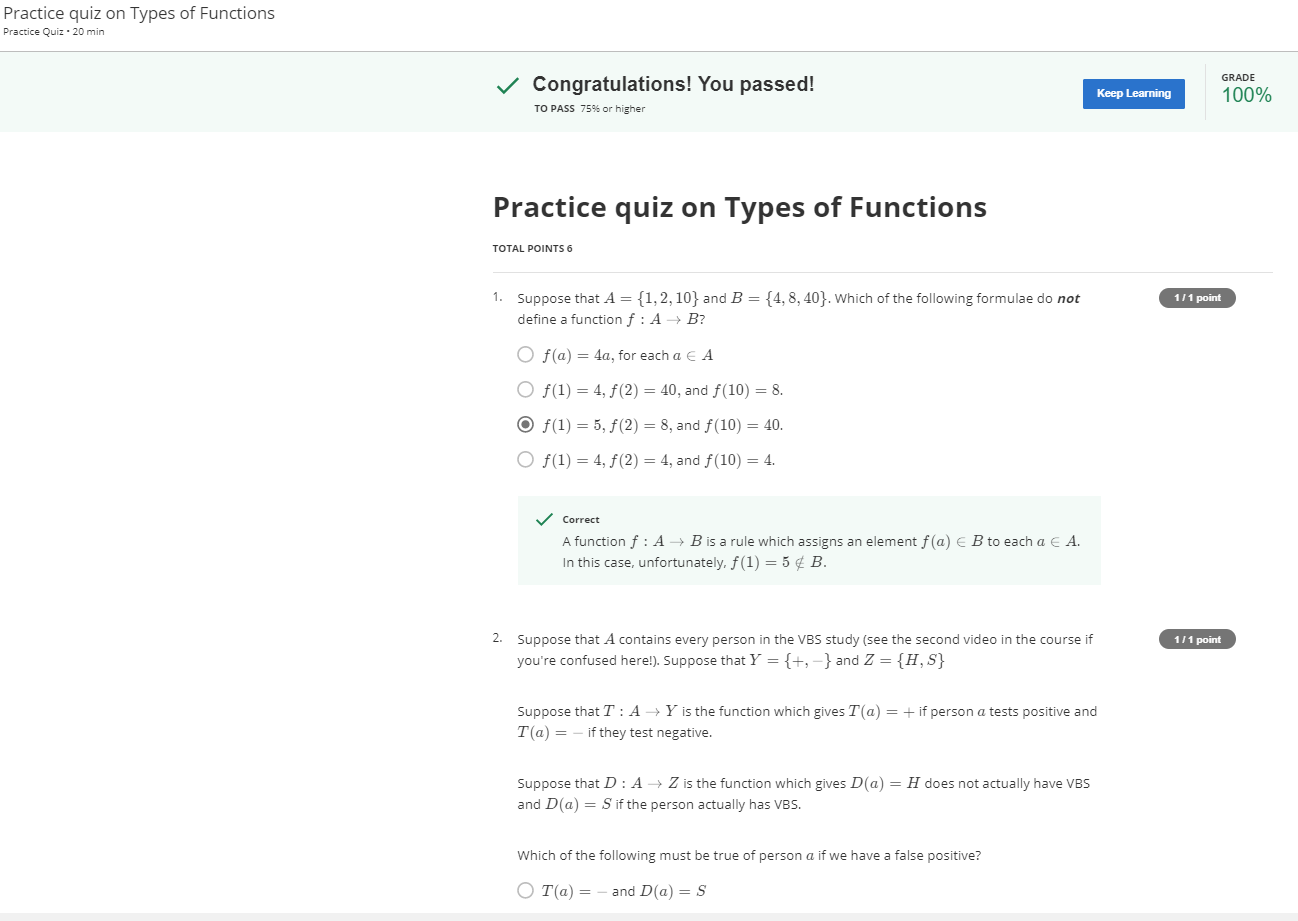 Practice quiz on Types of Functions
Practice Quiz • 20 min
Congratulations! You passed!
TO PASS 75% or higher
Keep Learning
GRADE
100%
Practice quiz on Types of Functions
TOTAL POINTS 6
1. Suppose that A = {1, 2, 10} and B = {4, 8, 40}. Which of the following formulae do not
define a function f : A → B?
1 / 1 point
f(a) = 4a, for each a ∈ A
f(1) = 4, f(2) = 40, and f(10) = 8.
f(1) = 5, f(2) = 8, and f(10) = 40.
f(1) = 4, f(2) = 4, and f(10) = 4.
Correct
A function f : A → B is a rule which assigns an element f(a) ∈ B to each a ∈ A.
In this case, unfortunately, f(1) = 5 ∉ B.
2. Suppose that A contains every person in the VBS study (see the second video in the course if
you're confused here!). Suppose that Y = {+, −} and Z = {H, S}
1 / 1 point
Suppose that T : A → Y is the function which gives T(a) = + if person a tests positive and
T(a) = − if they test negative.
Suppose that D : A → Z is the function which gives D(a) = H does not actually have VBS
and D(a) = S if the person actually has VBS.
Which of the following must be true of person a if we have a false positive?
T(a) = − and D(a) = S